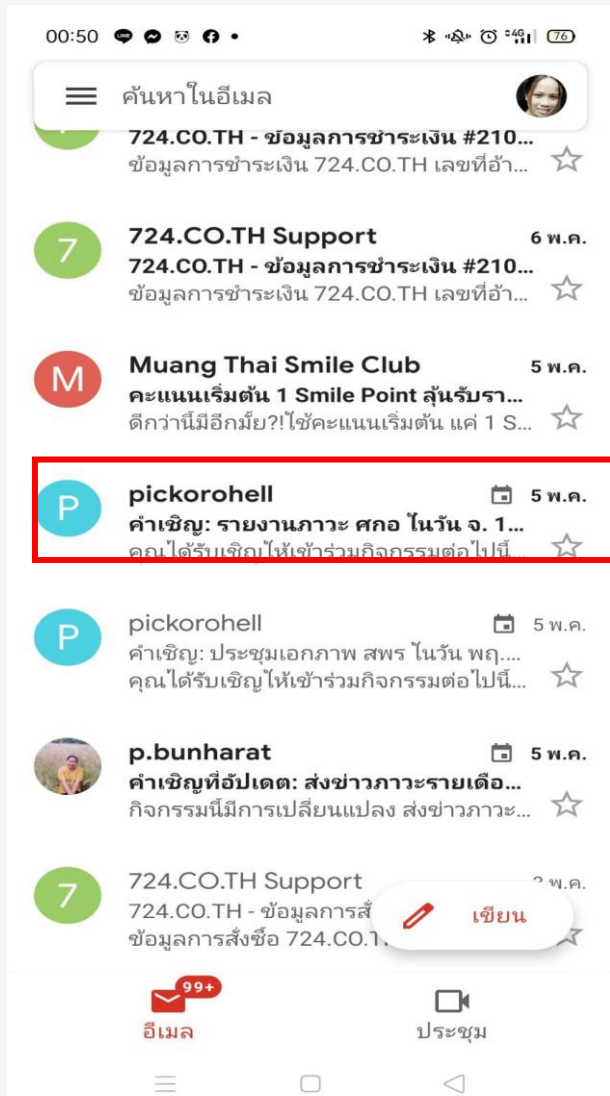 00:50
4G 76
ค้นหาในอีเมล
724.CO.TH - ข้อมูลการชำระเงิน #210...
ข้อมูลการชำระเงิน 724.CO.TH เลขที่อ้า...
7
724.CO.TH Support 6 พ.ค.
724.CO.TH - ข้อมูลการชำระเงิน #210...
ข้อมูลการชำระเงิน 724.CO.TH เลขที่อ้า...
M
Muang Thai Smile Club 5 พ.ค.
คะแนนเริ่มต้น 1 Smile Point ลุ้นรับรา...
ดีกว่านี้มีอีกมั้ย?!ใช้คะแนนเริ่มต้น แค่ 1 S...
P
pickorohell 5 พ.ค.
คำเชิญ: รายงานภาวะ ศกอ ในวัน จ. 1...
คุณได้รับเชิญให้เข้าร่วมกิจกรรมต่อไปนี้...
P
pickorohell 5 พ.ค.
คำเชิญ: ประชุมเอกภาพ สพร ในวัน พฤ....
คุณได้รับเชิญให้เข้าร่วมกิจกรรมต่อไปนี้...
p.bunharat 5 พ.ค.
คำเชิญที่อัปเดต: ส่งข่าวภาวะรายเดือ...
กิจกรรมนี้มีการเปลี่ยนแปลง ส่งข่าวภาวะ...
7
724.CO.TH Support พ.ค.
724.CO.TH - ข้อมูลการสั่
ข้อมูลการสั่งซื้อ 724.CO.T
เขียน
99+
อีเมล
ประชุม